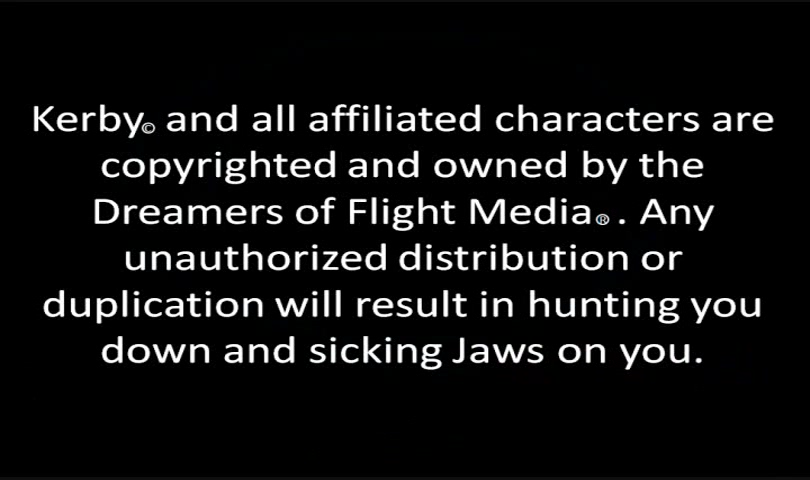 Kerby© and all affiliated characters are
copyrighted and owned by the
Dreamers of Flight Media®. Any
unauthorized distribution or
duplication will result in hunting you
down and sicking Jaws on you.